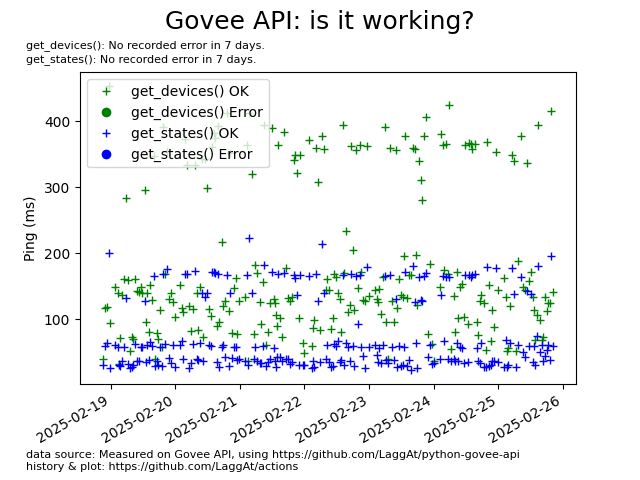 Govee API: is it working?
get_devices(): No recorded error in 7 days.
get_states(): No recorded error in 7 days.
get_devices() OK
get_devices() Error
get_states() OK
get_states() Error
Ping (ms)
400
300
200
100
2025-02-19
2025-02-20
2025-02-21
2025-02-22
2025-02-23
2025-02-24
2025-02-25
2025-02-26
data source: Measured on Govee API, using https://github.com/LaggAt/python-govee-api
history & plot: https://github.com/LaggAt/actions